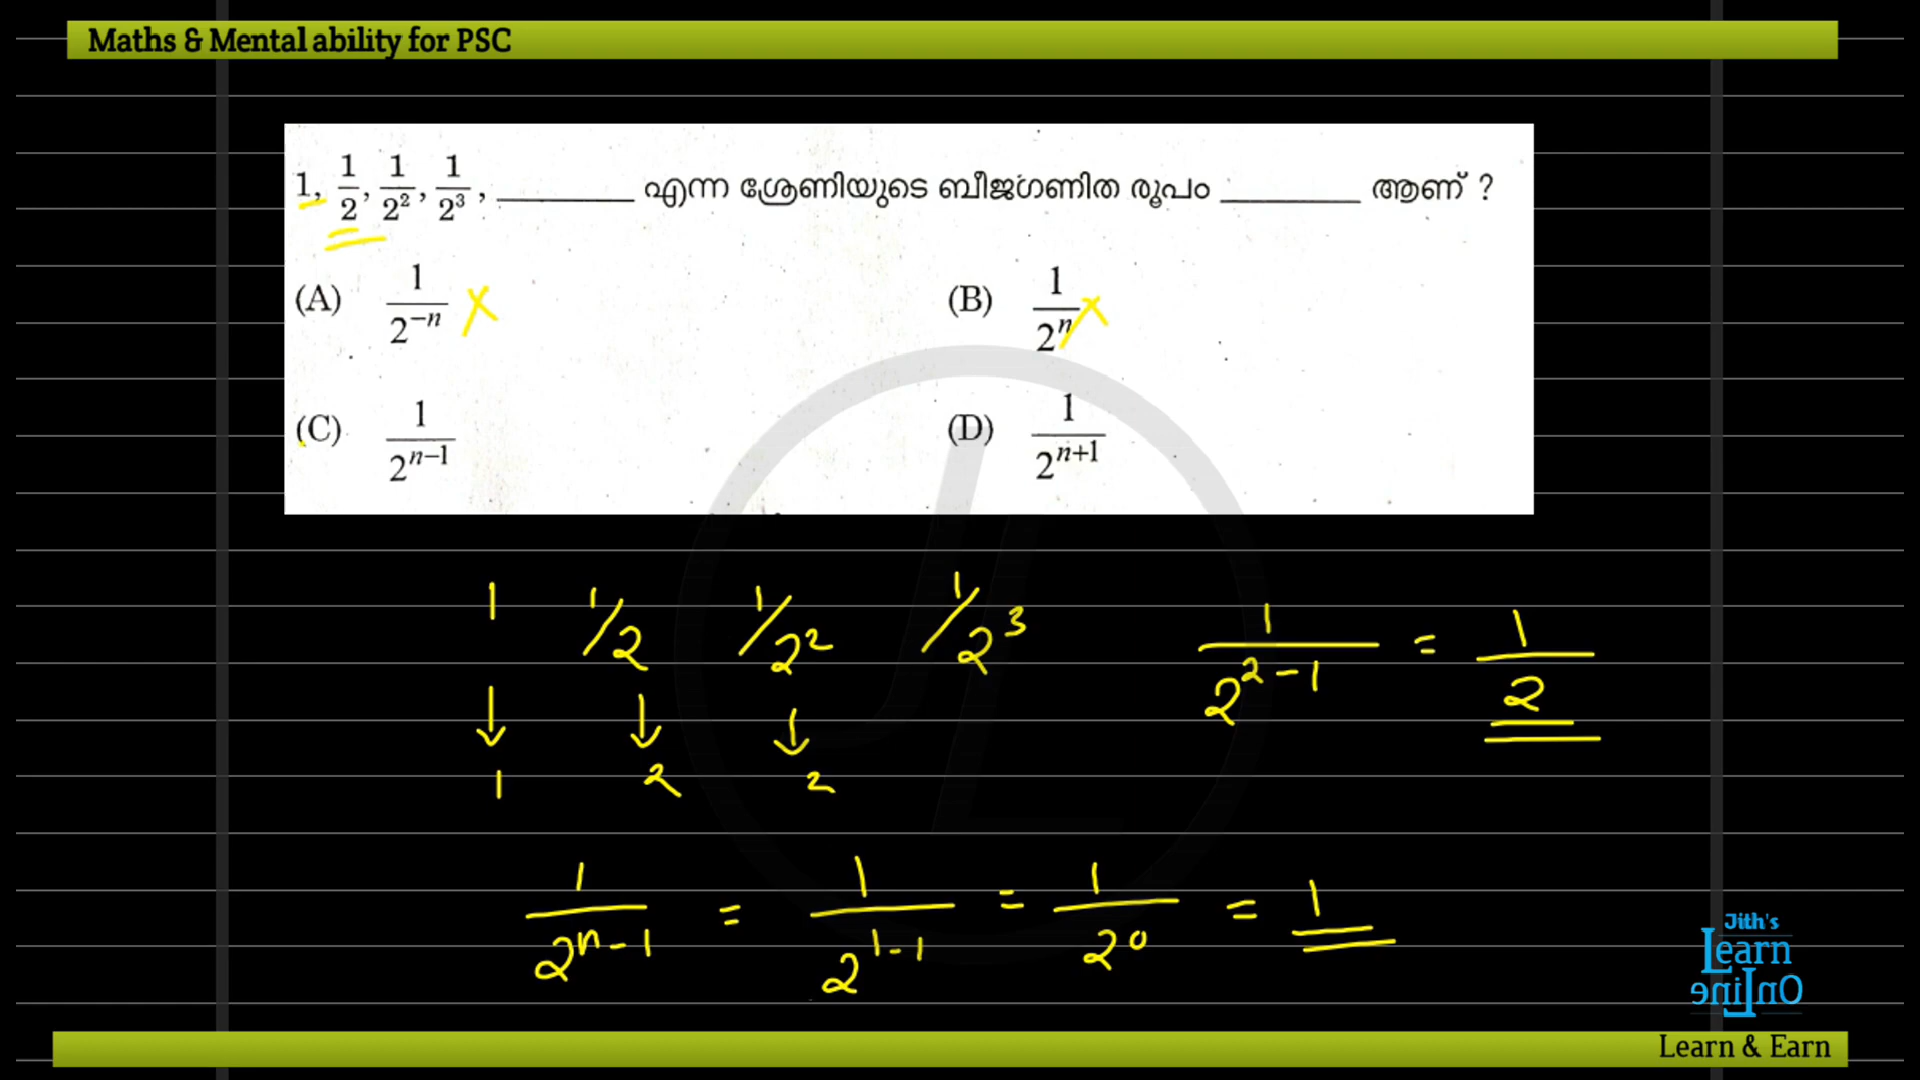 Maths & Mental ability for PSC
1, 1/2, 1/2², 1/2³, ________ എന്ന ശ്രേണിയുടെ ബീജഗണിത രൂപം ________ ആണ് ?
(A) 1/2⁻ⁿ X (B) 1/2ⁿ X
(C) 1/2ⁿ⁻¹ (D) 1/2ⁿ⁺¹
1 1/2 1/2² 1/2³ 1/2²⁻¹ = 1/2
↓ ↓ ↓
1 2 2
1/2ⁿ⁻¹ = 1/2¹⁻¹ = 1/2⁰ = 1
Jith's
Learn
OnLine
Learn & Earn